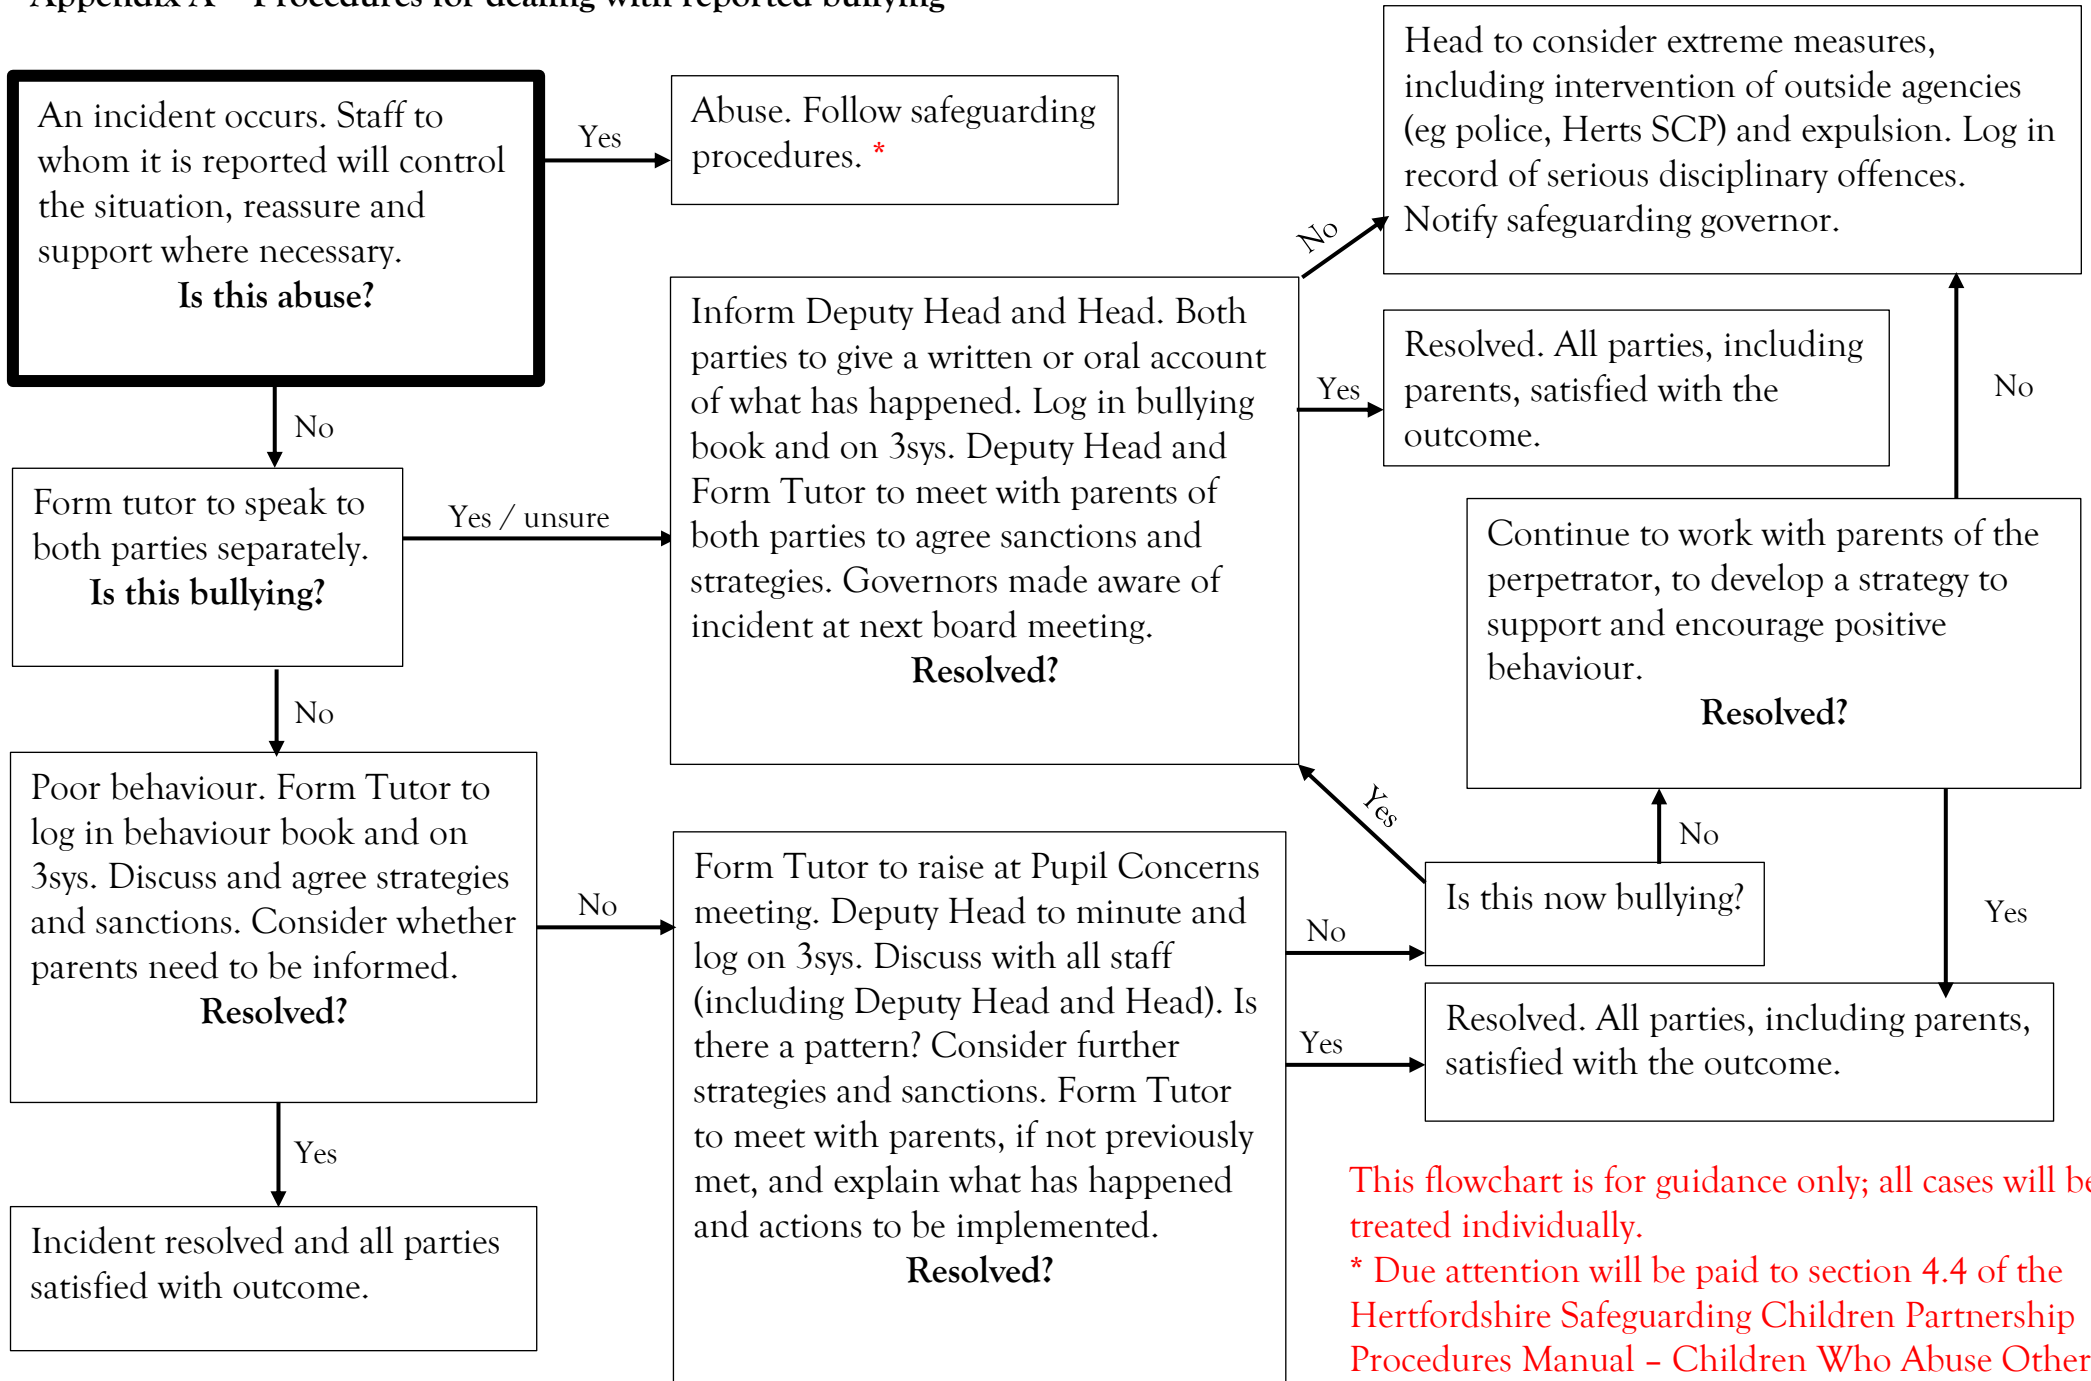 Appendix A – Procedures for dealing with reported bullying
An incident occurs. Staff to
whom it is reported will control
the situation, reassure and
support where necessary.
Is this abuse?
Yes
Abuse. Follow safeguarding
procedures. *
No
Form tutor to speak to
both parties separately.
Is this bullying?
Yes / unsure
Inform Deputy Head and Head. Both
parties to give a written or oral account
of what has happened. Log in bullying
book and on 3sys. Deputy Head and
Form Tutor to meet with parents of
both parties to agree sanctions and
strategies. Governors made aware of
incident at next board meeting.
Resolved?
No
Head to consider extreme measures,
including intervention of outside agencies
(eg police, Herts SCP) and expulsion. Log in
record of serious disciplinary offences.
Notify safeguarding governor.
Yes
Resolved. All parties, including
parents, satisfied with the
outcome.
No
Continue to work with parents of the
perpetrator, to develop a strategy to
support and encourage positive
behaviour.
Resolved?
No
Poor behaviour. Form Tutor to
log in behaviour book and on
3sys. Discuss and agree strategies
and sanctions. Consider whether
parents need to be informed.
Resolved?
No
Form Tutor to raise at Pupil Concerns
meeting. Deputy Head to minute and
log on 3sys. Discuss with all staff
(including Deputy Head and Head). Is
there a pattern? Consider further
strategies and sanctions. Form Tutor
to meet with parents, if not previously
met, and explain what has happened
and actions to be implemented.
Resolved?
Yes
No
No
Is this now bullying?
Yes
Yes
Resolved. All parties, including parents,
satisfied with the outcome.
Yes
Incident resolved and all parties
satisfied with outcome.
This flowchart is for guidance only; all cases will be
treated individually.
* Due attention will be paid to section 4.4 of the
Hertfordshire Safeguarding Children Partnership
Procedures Manual – Children Who Abuse Other